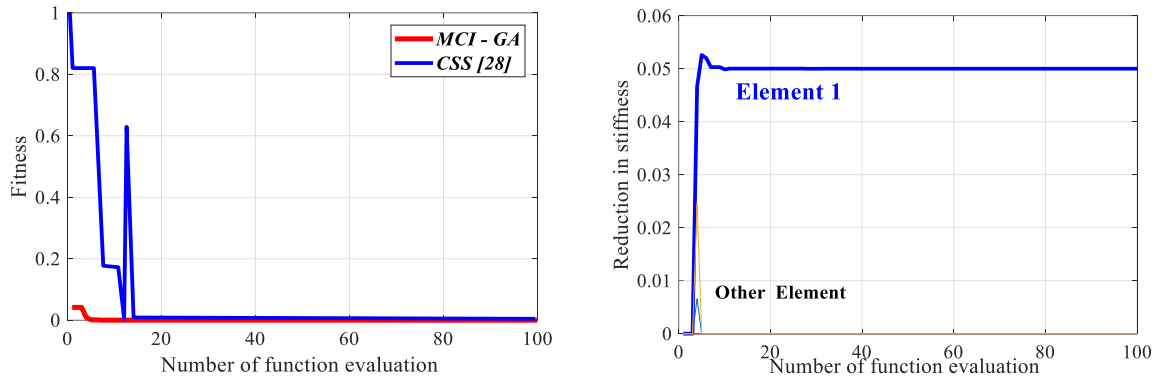 1
0.8
0.6
0.4
0.2
0
Fitness
0 20 40 60 80 100
Number of function evaluation
MCI - GA
CSS [28]
0.06
0.05
0.04
0.03
0.02
0.01
0
Reduction in stiffness
0 20 40 60 80 100
Number of function evaluation
Element 1
Other Element